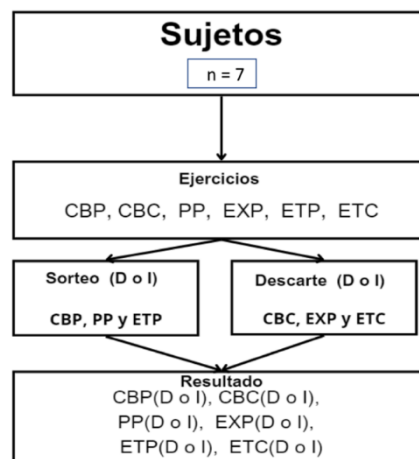 Sujetos
n = 7
Ejercicios
CBP, CBC, PP, EXP, ETP, ETC
Sorteo (D o I)
CBP, PP y ETP
Descarte (D o I)
CBC, EXP y ETC
Resultado
CBP(D o I), CBC(D o I),
PP(D o I), EXP(D o I),
ETP(D o I), ETC(D o I)